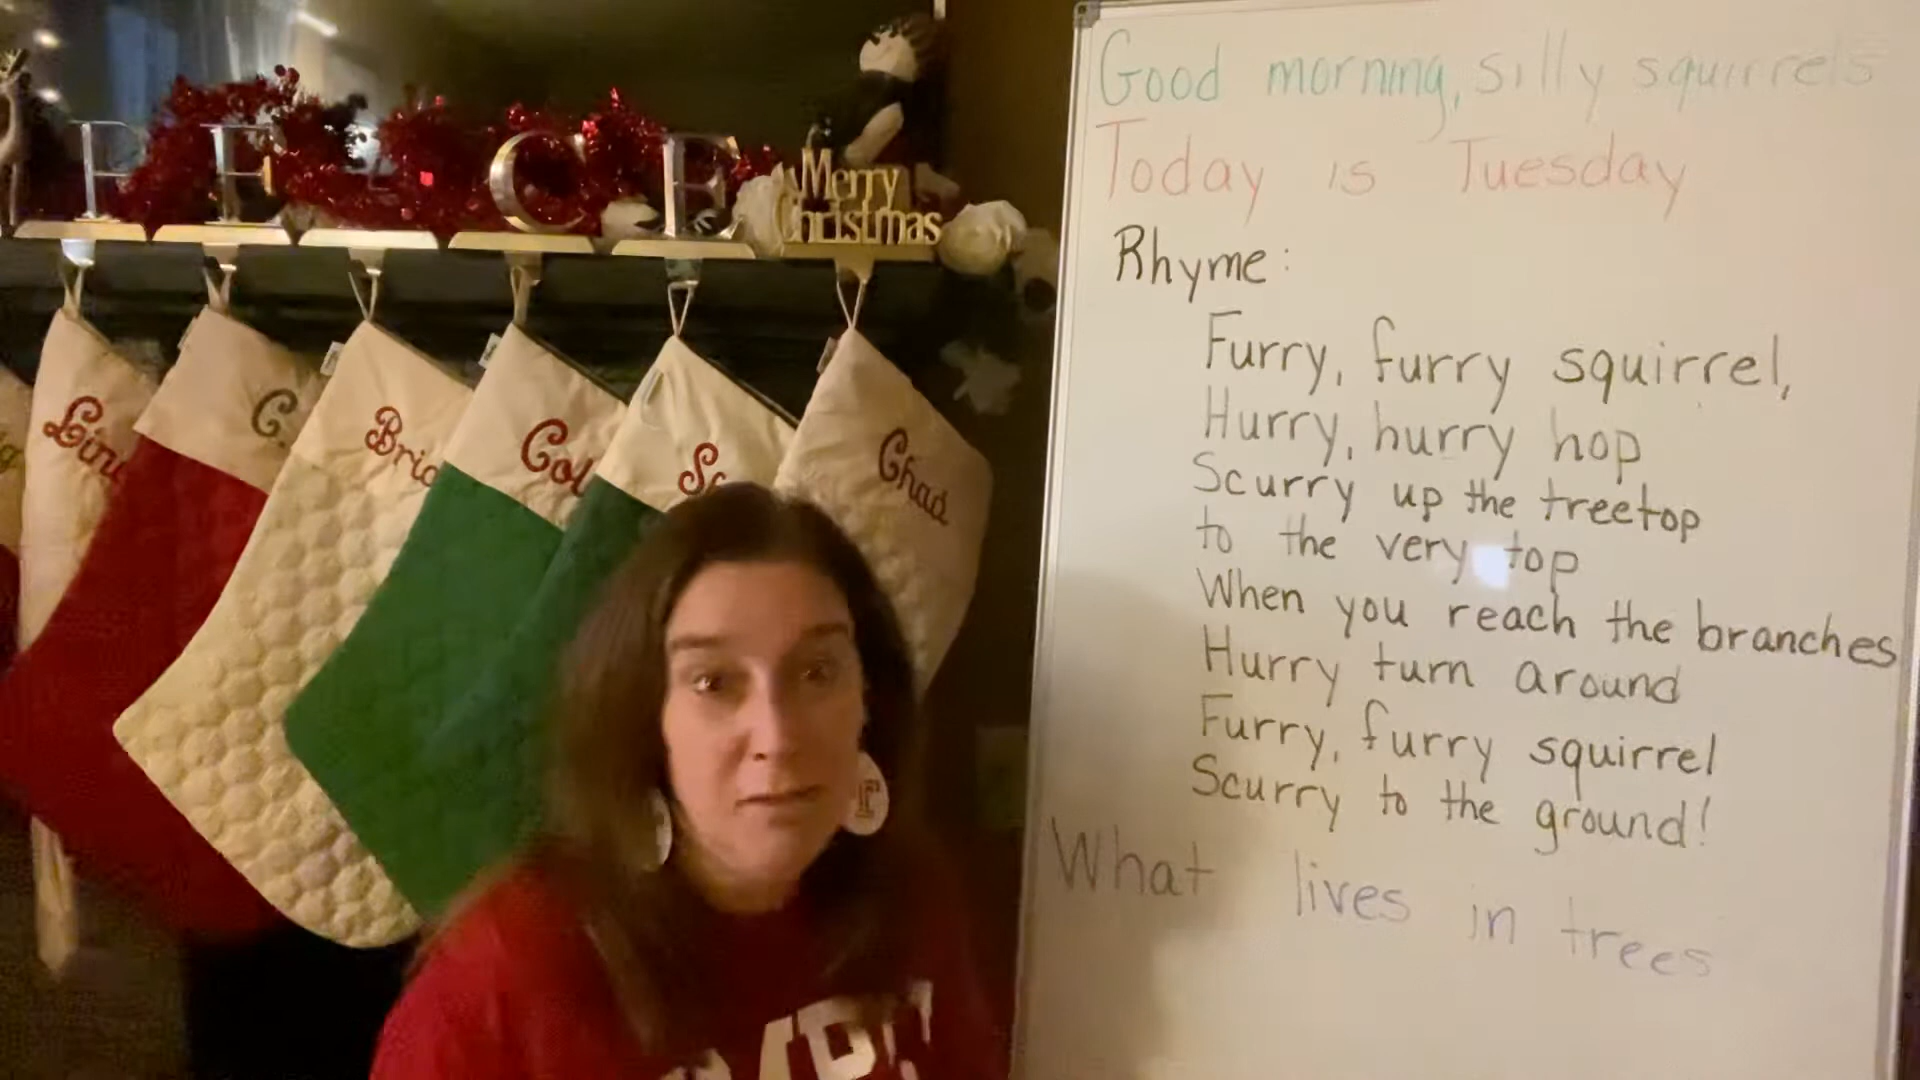 PEACE
Merry
Christmas
C.
Chad
Good morning, silly squirrels
Today is Tuesday
Rhyme:
Furry, furry squirrel,
Hurry, hurry hop
Scurry up the treetop
to the very top
When you reach the branches
Hurry turn around
Furry, furry squirrel
Scurry to the ground!
What lives in trees